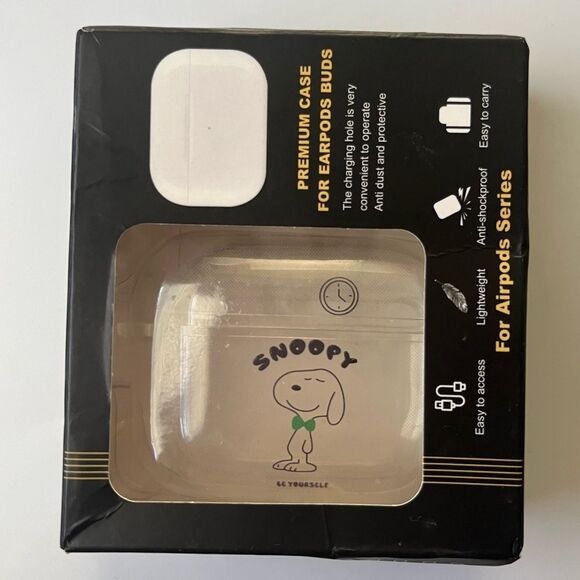 PREMIUM CASE
FOR EARPODS BUDS
The charging hole is very
convenient to operate
Anti dust and protective
Easy to access
Lightweight
Anti-shockproof
Easy to carry
For Airpods Series
SNOOPY
BE YOURSELF